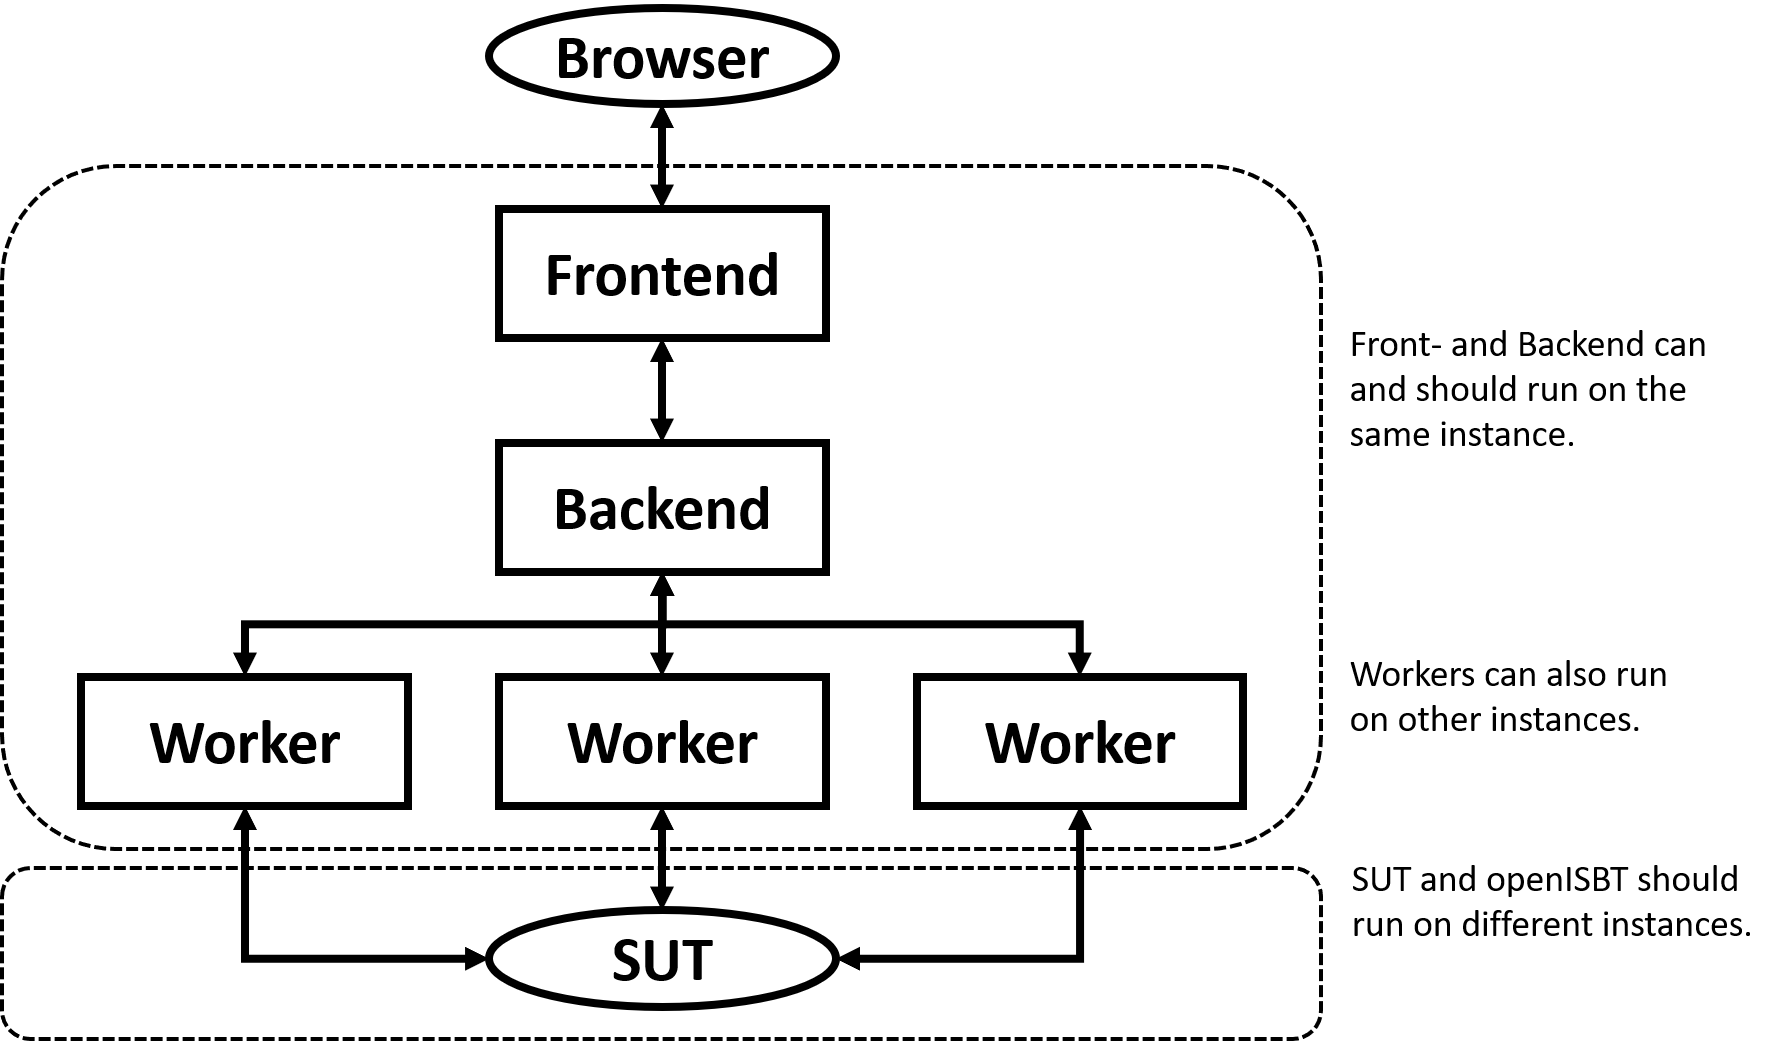 Browser
Frontend
Front- and Backend can
and should run on the
same instance.
Backend
Workers can also run
on other instances.
Worker
Worker
Worker
SUT and openISBT should
run on different instances.
SUT